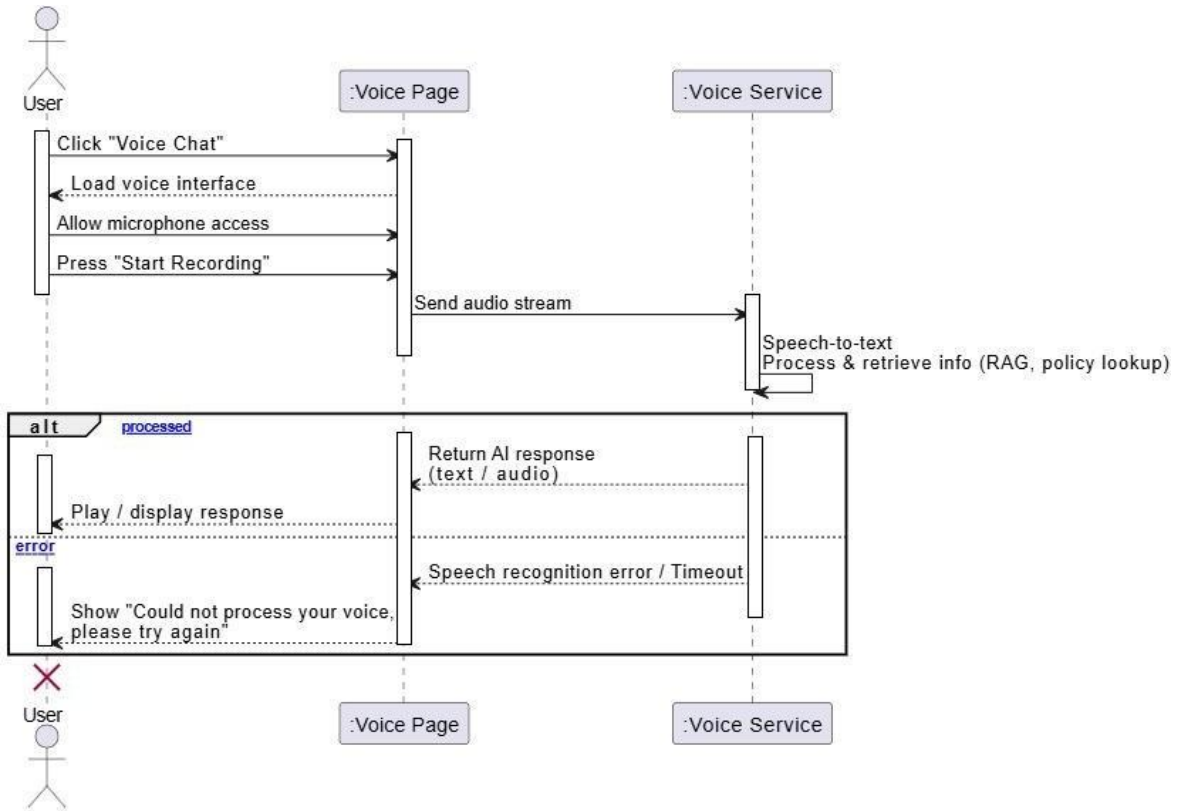 User
:Voice Page
:Voice Service
Click "Voice Chat"
Load voice interface
Allow microphone access
Press "Start Recording"
Send audio stream
Speech-to-text
Process & retrieve info (RAG, policy lookup)
alt
processed
Return AI response
(text / audio)
Play / display response
error
Speech recognition error / Timeout
Show "Could not process your voice,
please try again"
User
:Voice Page
:Voice Service